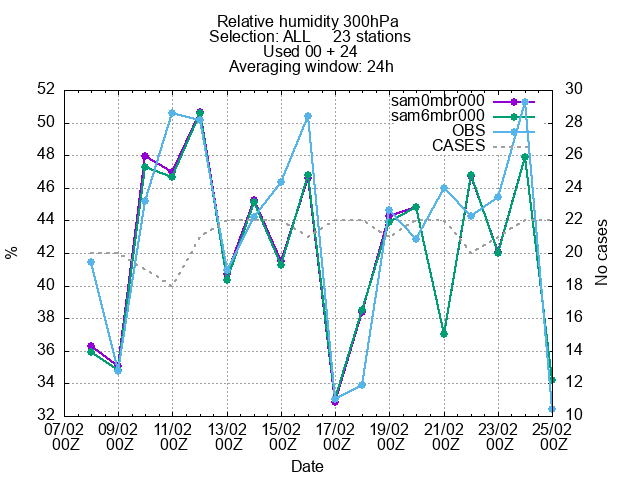 Relative humidity 300hPa
Selection: ALL 23 stations
Used 00 + 24
Averaging window: 24h
52 30
sam0mbr000
sam6mbr000
50 28
OBS
CASES
48 26
46 24
44 22
42 20
40 18
38 16
36 14
34 12
32 10
%
No cases
07/02 09/02 11/02 13/02 15/02 17/02 19/02 21/02 23/02 25/02
00Z 00Z 00Z 00Z 00Z 00Z 00Z 00Z 00Z 00Z
Date